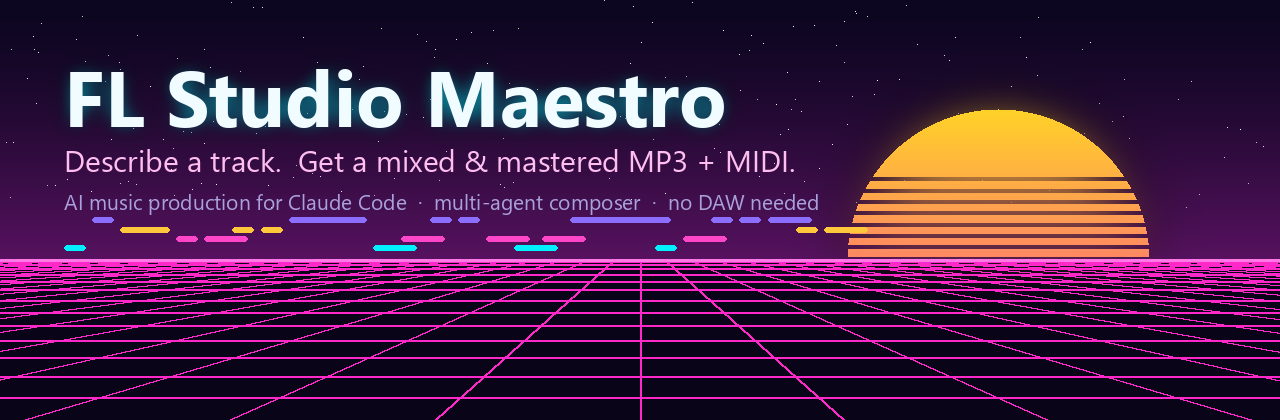 FL Studio Maestro
Describe a track.  Get a mixed & mastered MP3 + MIDI.
AI music production for Claude Code  ·  multi-agent composer  ·  no DAW needed